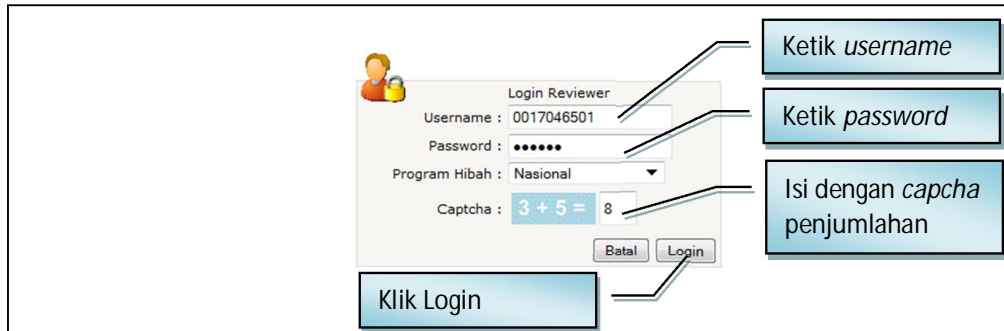 Ketik username
Login Reviewer
Username : 0017046501
Ketik password
Password : ••••••
Program Hibah : Nasional
Isi dengan capcha
penjumlahan
Captcha : 3 + 5 = 8
Batal Login
Klik Login